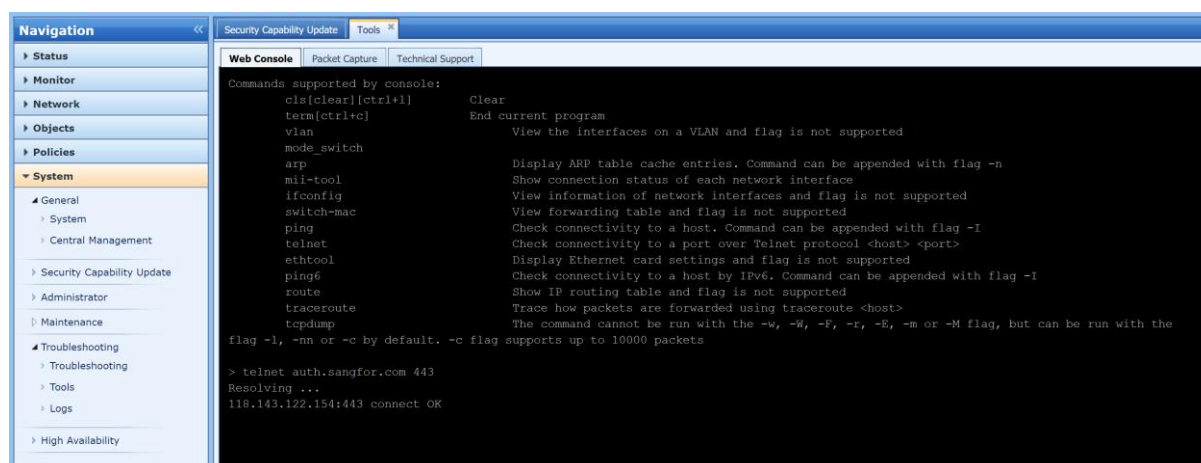 Navigation
Status
Monitor
Network
Objects
Policies
System
General
System
Central Management
Security Capability Update
Administrator
Maintenance
Troubleshooting
Troubleshooting
Tools
Logs
High Availability
Security Capability Update Tools
Web Console Packet Capture Technical Support
Commands supported by console:
cls[clear][ctrl+l] Clear
term[ctrl+c] End current program
vlan View the interfaces on a VLAN and flag is not supported
mode_switch
arp Display ARP table cache entries. Command can be appended with flag -n
mii-tool Show connection status of each network interface
ifconfig View information of network interfaces and flag is not supported
switch-mac View forwarding table and flag is not supported
ping Check connectivity to a host. Command can be appended with flag -I
telnet Check connectivity to a port over Telnet protocol <host> <port>
ethtool Display Ethernet card settings and flag is not supported
ping6 Check connectivity to a host by IPv6. Command can be appended with flag -I
route Show IP routing table and flag is not supported
traceroute Trace how packets are forwarded using traceroute <host>
tcpdump The command cannot be run with the -w, -W, -F, -r, -E, -m or -M flag, but can be run with the
flag -l, -nn or -c by default. -c flag supports up to 10000 packets
> telnet auth.sangfor.com 443
Resolving ...
118.143.122.154:443 connect OK